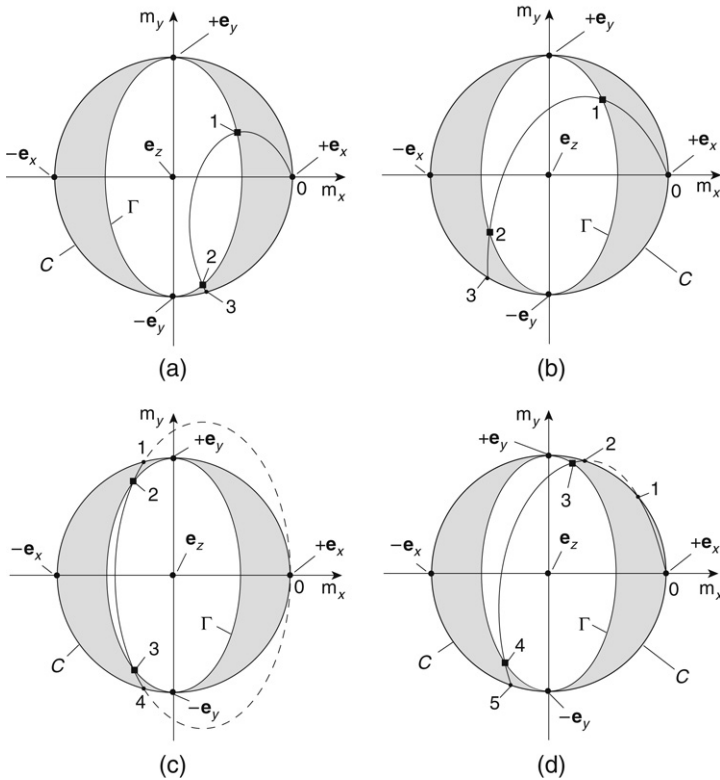 m_y
+e_y
1
−e_x
e_z
+e_x
0
m_x
Γ
C
2
3
−e_y
(a)
m_y
+e_y
1
−e_x
e_z
+e_x
0
m_x
2
Γ
3
C
−e_y
(b)
m_y
1
+e_y
2
−e_x
e_z
+e_x
0
m_x
Γ
3
C
4
−e_y
(c)
m_y
+e_y
2
3
1
−e_x
e_z
+e_x
0
m_x
Γ
4
C
C
5
−e_y
(d)